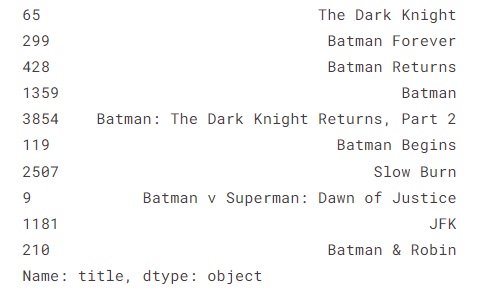 65 The Dark Knight
299 Batman Forever
428 Batman Returns
1359 Batman
3854 Batman: The Dark Knight Returns, Part 2
119 Batman Begins
2507 Slow Burn
9 Batman v Superman: Dawn of Justice
1181 JFK
210 Batman & Robin
Name: title, dtype: object